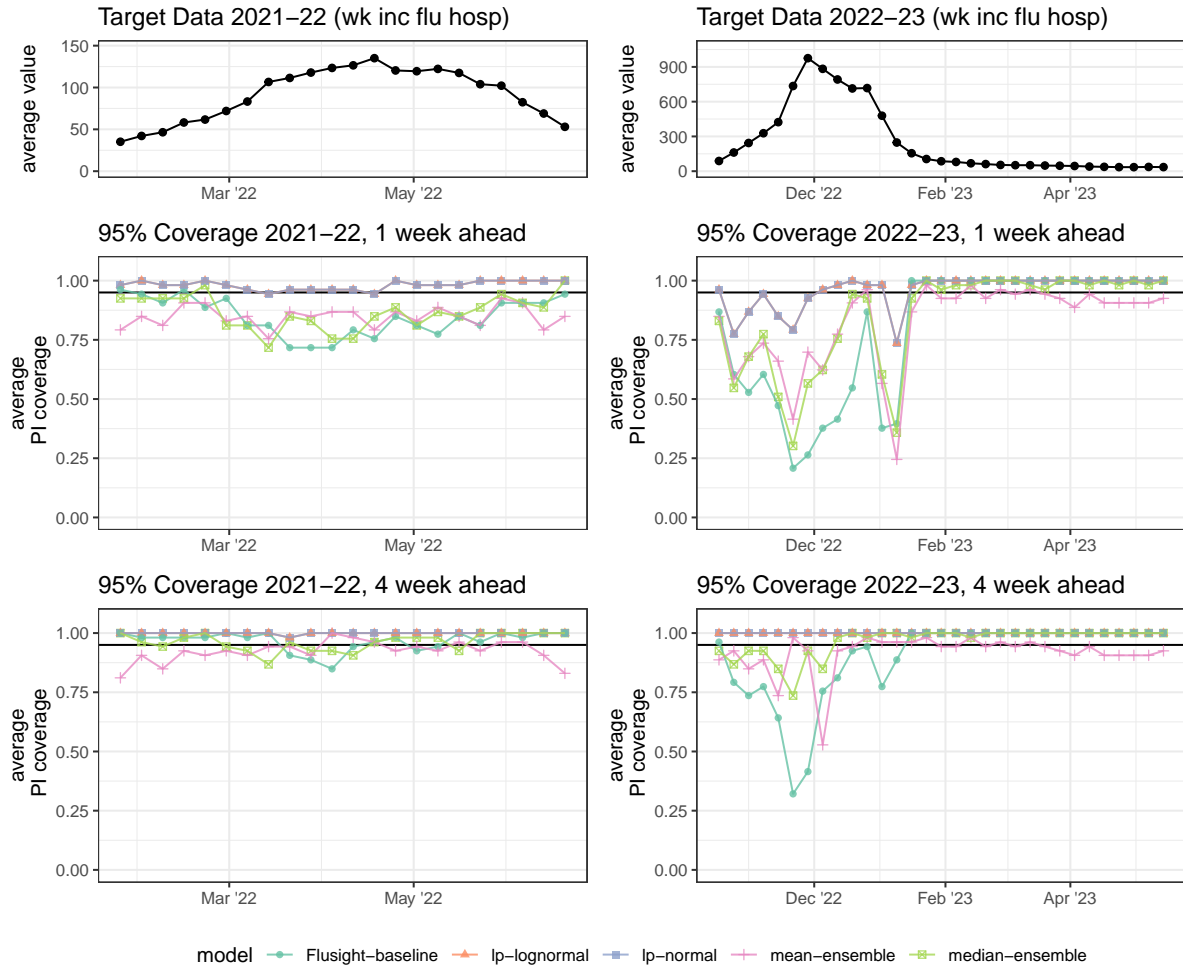 Target Data 2021−22 (wk inc flu hosp)
Target Data 2022−23 (wk inc flu hosp)
average value
150
100
50
0
Mar '22
May '22
average value
900
600
300
0
Dec '22
Feb '23
Apr '23
95% Coverage 2021−22, 1 week ahead
95% Coverage 2022−23, 1 week ahead
average
PI coverage
1.00
0.75
0.50
0.25
0.00
Mar '22
May '22
average
PI coverage
1.00
0.75
0.50
0.25
0.00
Dec '22
Feb '23
Apr '23
95% Coverage 2021−22, 4 week ahead
95% Coverage 2022−23, 4 week ahead
average
PI coverage
1.00
0.75
0.50
0.25
0.00
Mar '22
May '22
average
PI coverage
1.00
0.75
0.50
0.25
0.00
Dec '22
Feb '23
Apr '23
model Flusight−baseline lp−lognormal lp−normal mean−ensemble median−ensemble